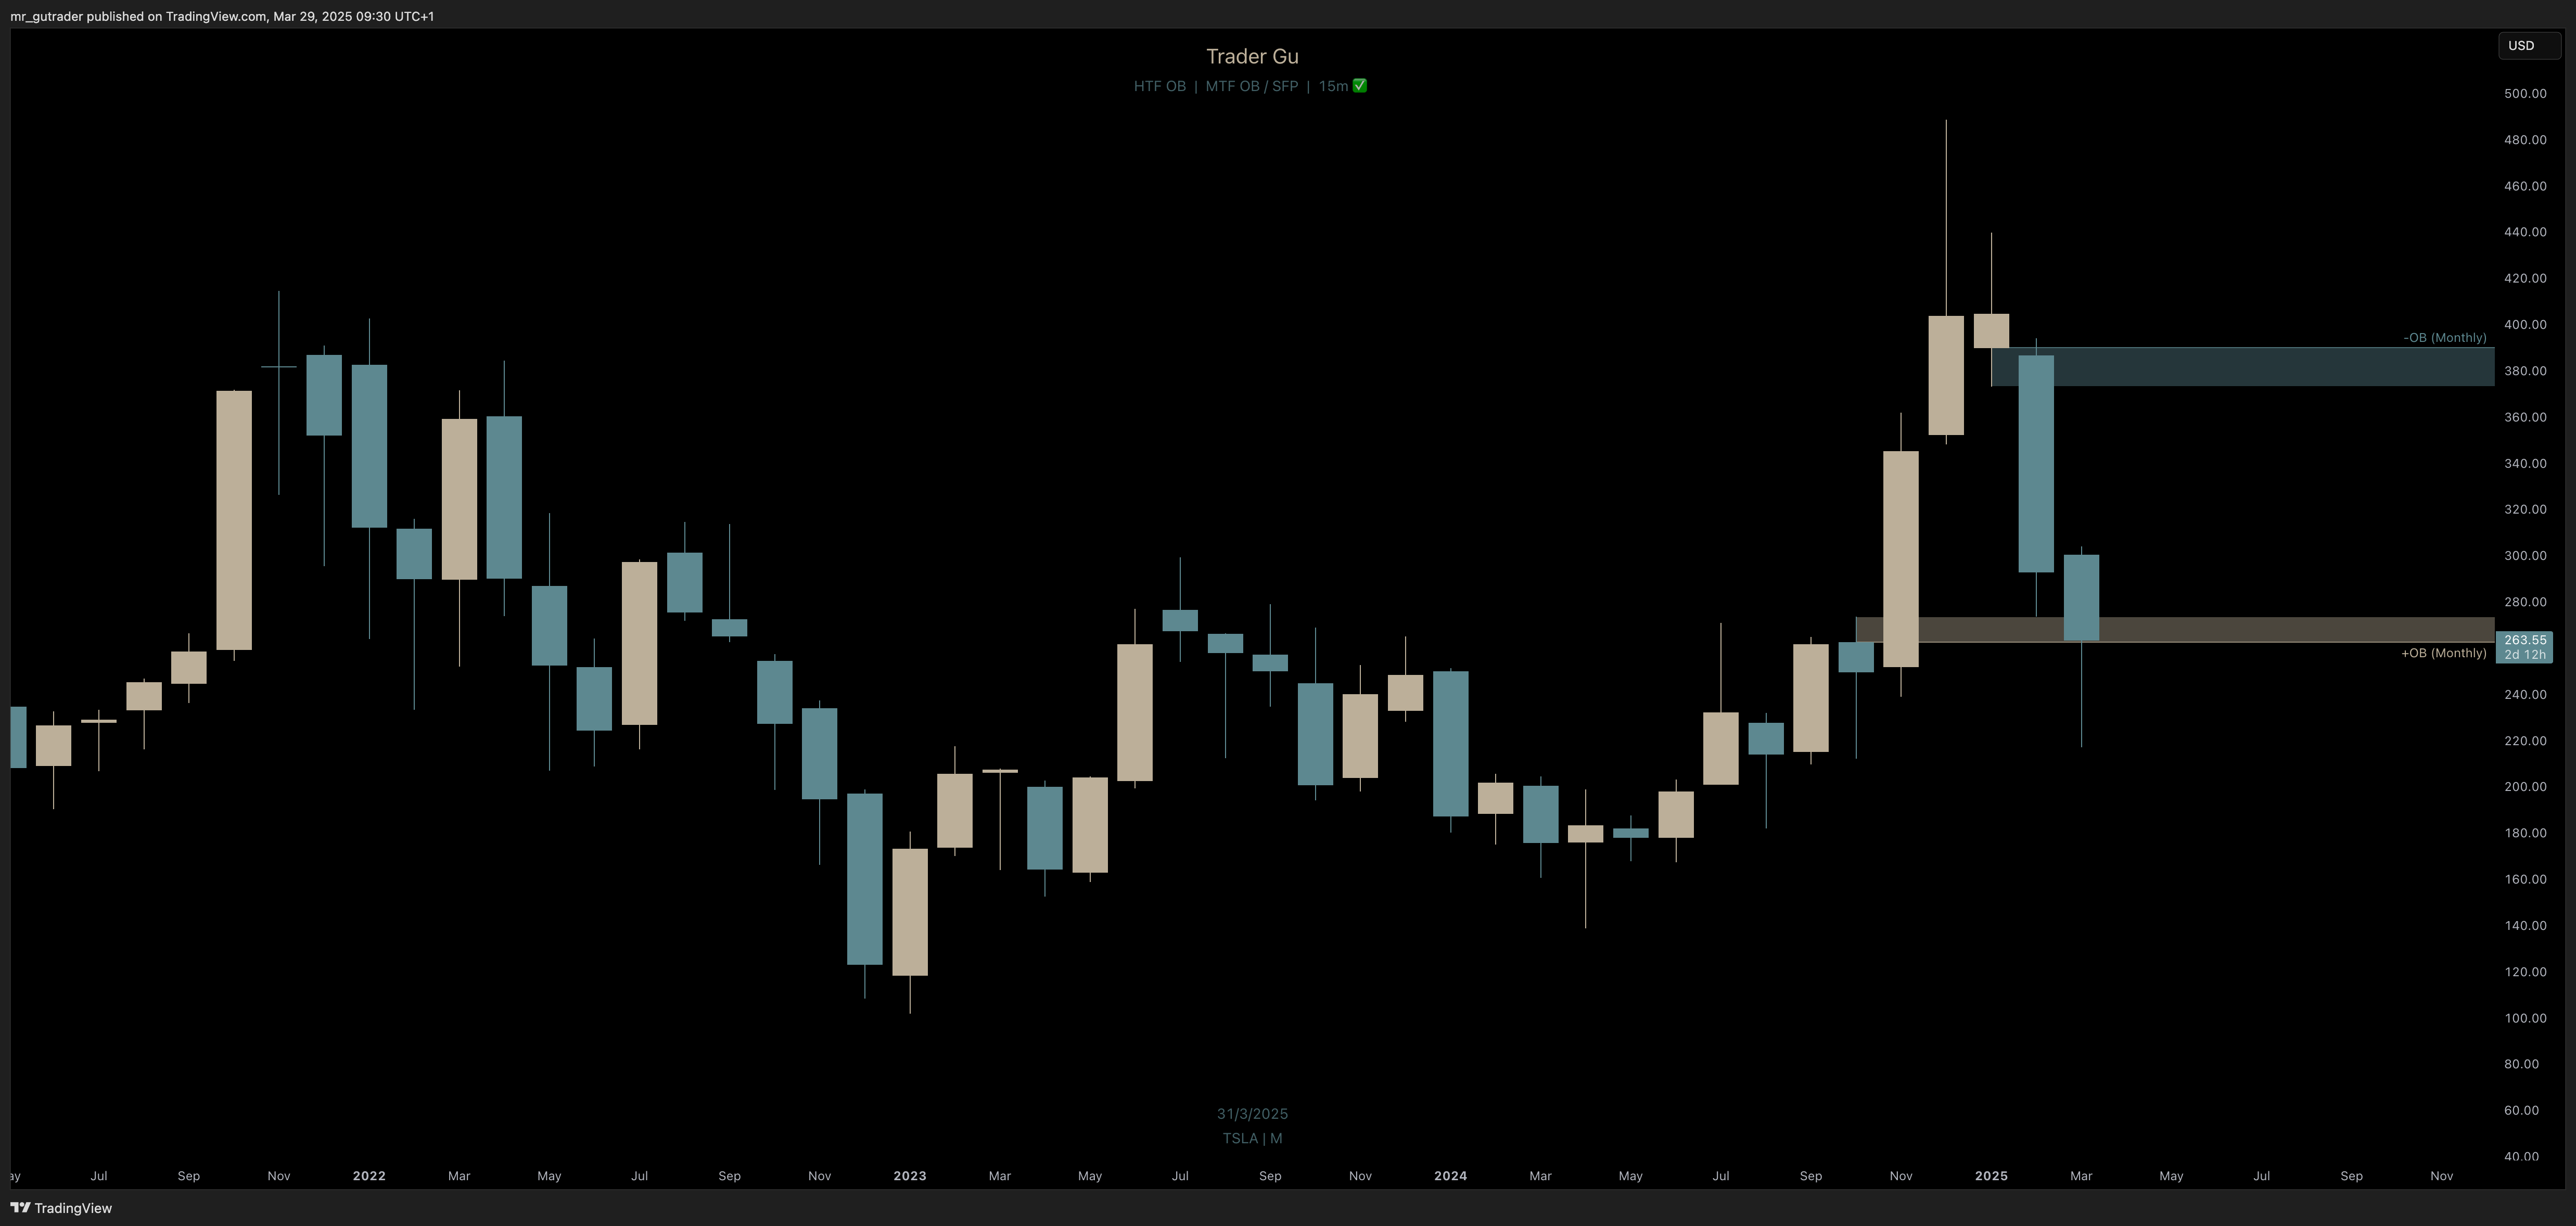 mr_gutrader published on TradingView.com, Mar 29, 2025 09:30 UTC+1
Trader Gu
HTF OB | MTF OB / SFP | 15m ✅
USD
500.00
480.00
460.00
440.00
420.00
400.00
-OB (Monthly)
380.00
360.00
340.00
320.00
300.00
280.00
263.55
+OB (Monthly) 2d 12h
240.00
220.00
200.00
180.00
160.00
140.00
120.00
100.00
80.00
60.00
40.00
31/3/2025
TSLA | M
ay Jul Sep Nov 2022 Mar May Jul Sep Nov 2023 Mar May Jul Sep Nov 2024 Mar May Jul Sep Nov 2025 Mar May Jul Sep Nov
TradingView